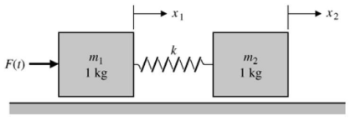 x₁
x₂
F(t)
m₁
1 kg
k
m₂
1 kg